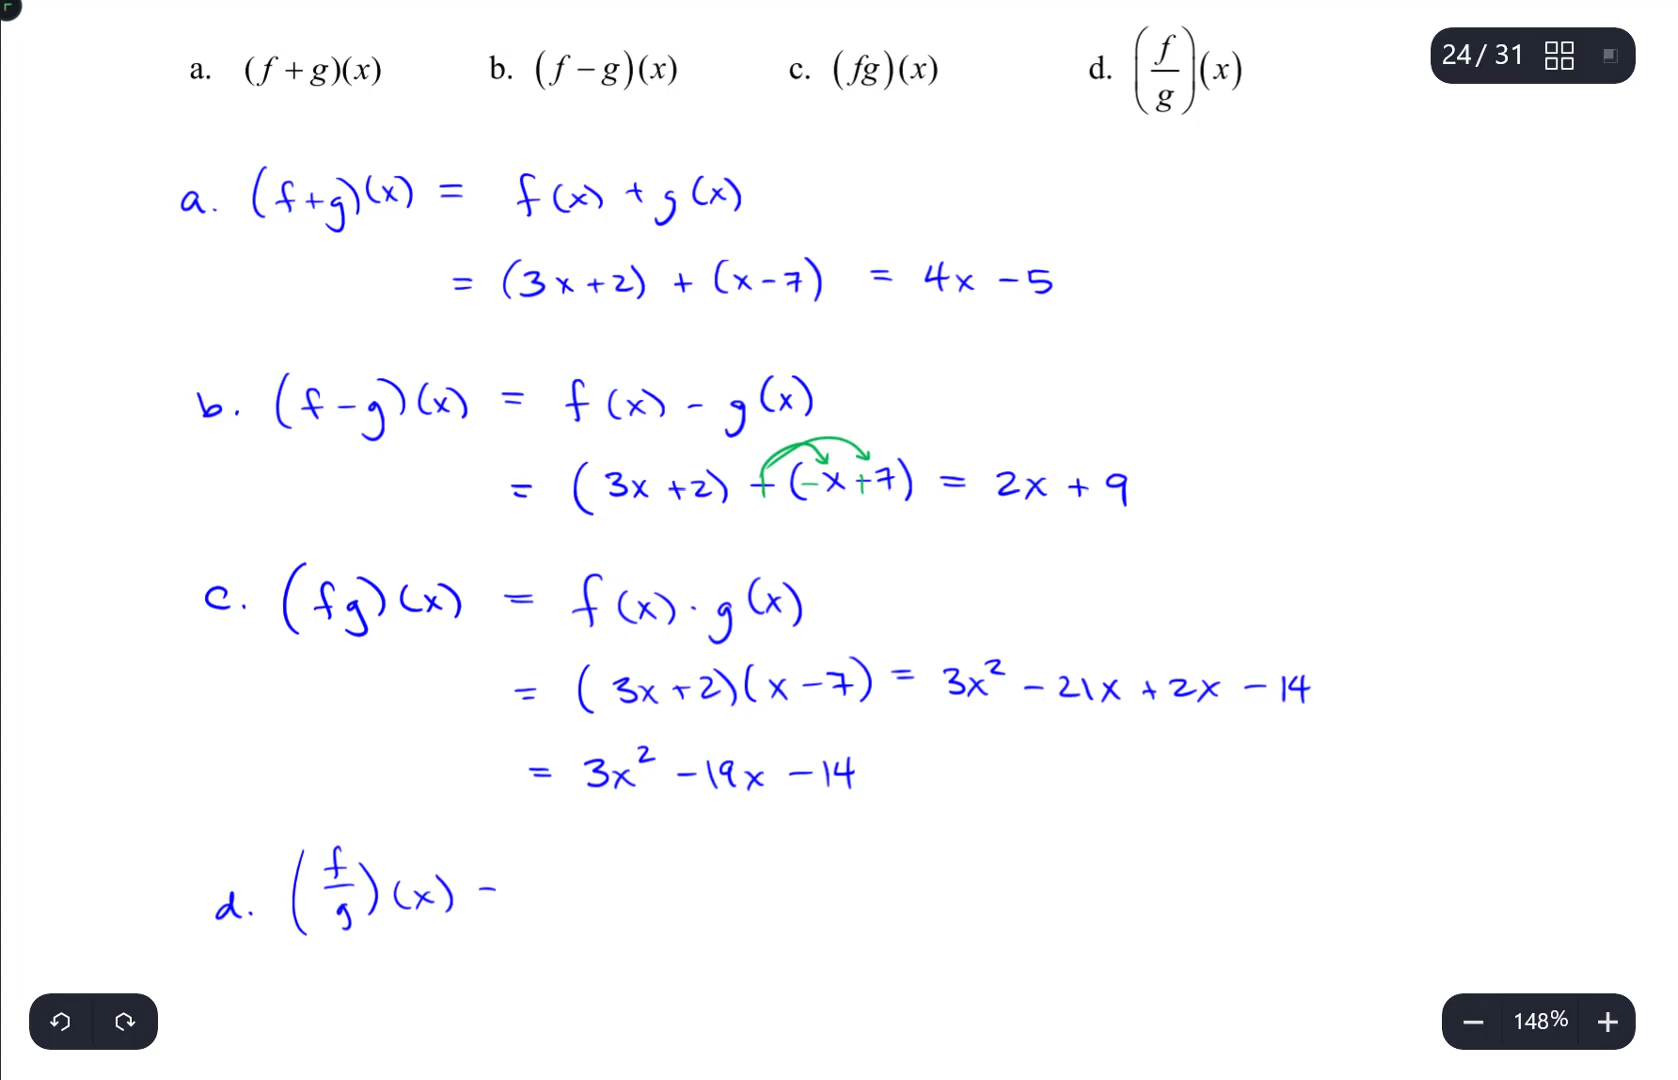 a. (f + g)(x) b. (f − g)(x) c. (fg)(x) d. (f/g)(x)
24 / 31
a. (f+g)(x) = f(x) + g(x)
= (3x+2) + (x−7) = 4x −5
b. (f−g)(x) = f(x) − g(x)
= (3x+2) + (−x+7) = 2x + 9
c. (fg)(x) = f(x)·g(x)
= (3x+2)(x−7) = 3x² − 21x + 2x − 14
= 3x² −19x −14
d. (f/g)(x) −
− 148% +